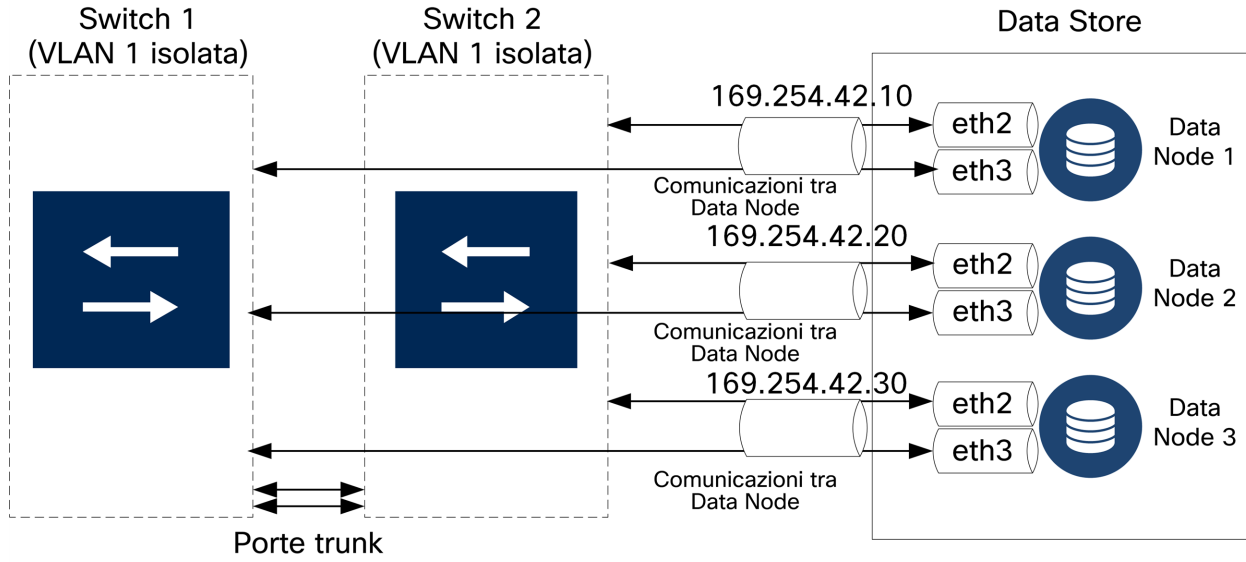 Switch 1
(VLAN 1 isolata)
Switch 2
(VLAN 1 isolata)
Data Store
169.254.42.10
eth2
eth3
Data
Node 1
Comunicazioni tra
Data Node
169.254.42.20
eth2
eth3
Data
Node 2
Comunicazioni tra
Data Node
169.254.42.30
eth2
eth3
Data
Node 3
Comunicazioni tra
Data Node
Porte trunk